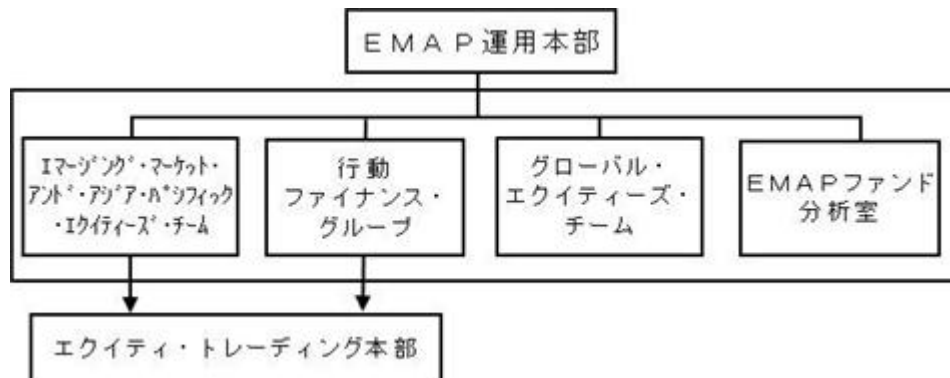 EMAP運用本部
エマージング・マーケット・
アンド・アジア・パシフィック
・エクイティーズ・チーム
行動
ファイナンス・
グループ
グローバル・
エクイティーズ・
チーム
EMAPファンド
分析室
エクイティ・トレーディング本部